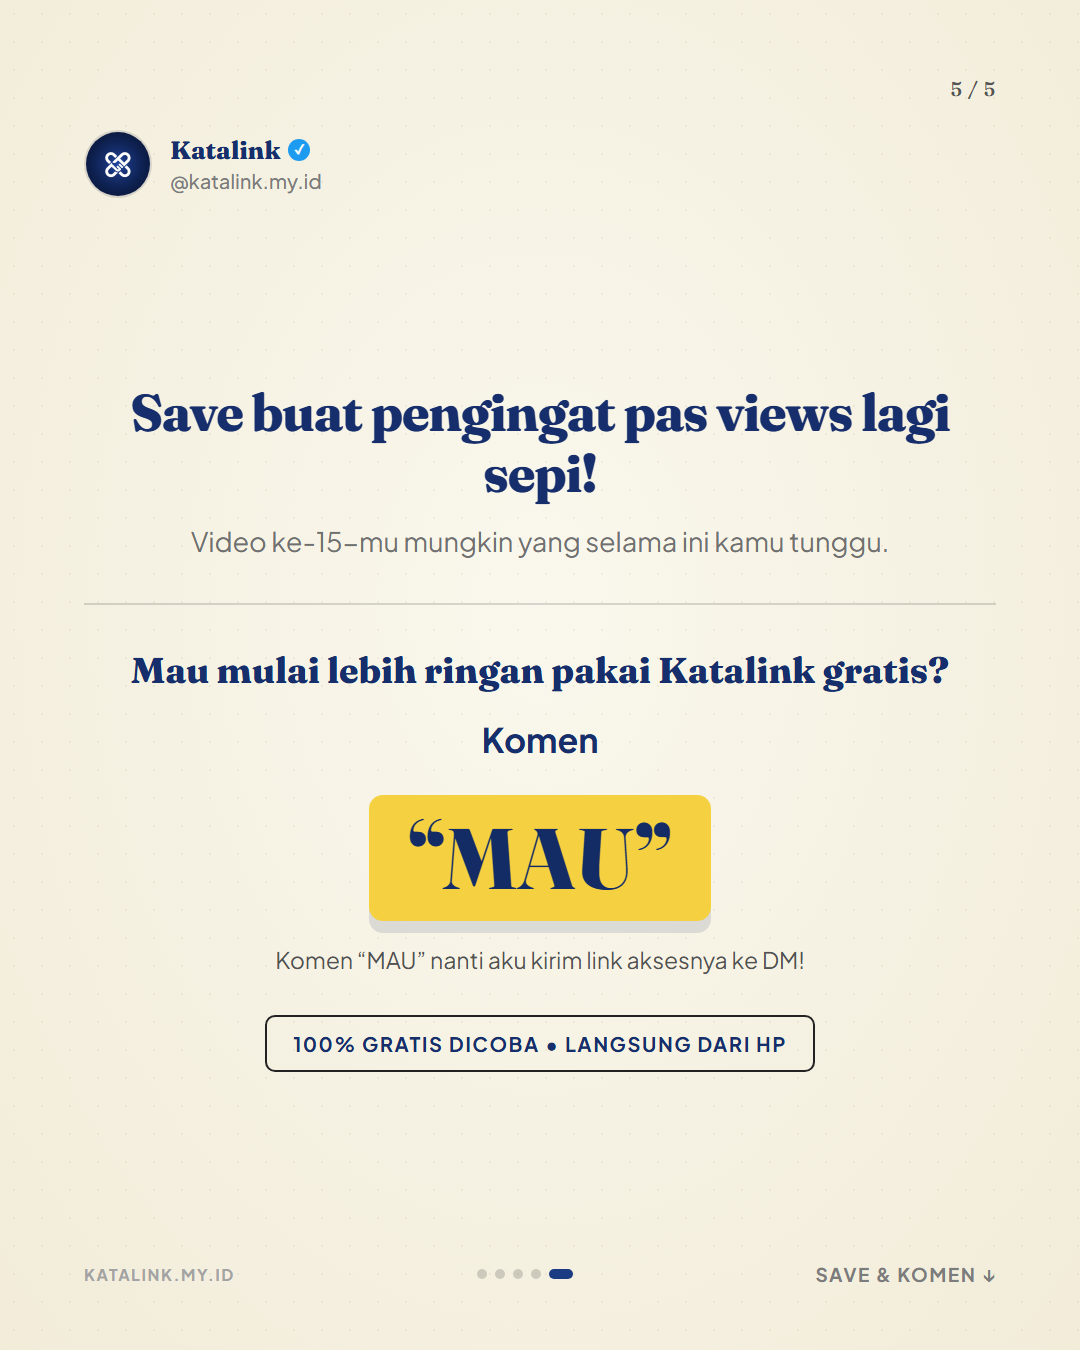 5 / 5
Katalink
@katalink.my.id
Save buat pengingat pas views lagi
sepi!
Video ke-15–mu mungkin yang selama ini kamu tunggu.
Mau mulai lebih ringan pakai Katalink gratis?
Komen
“MAU”
Komen “MAU” nanti aku kirim link aksesnya ke DM!
100% GRATIS DICOBA • LANGSUNG DARI HP
KATALINK.MY.ID
SAVE & KOMEN ↓